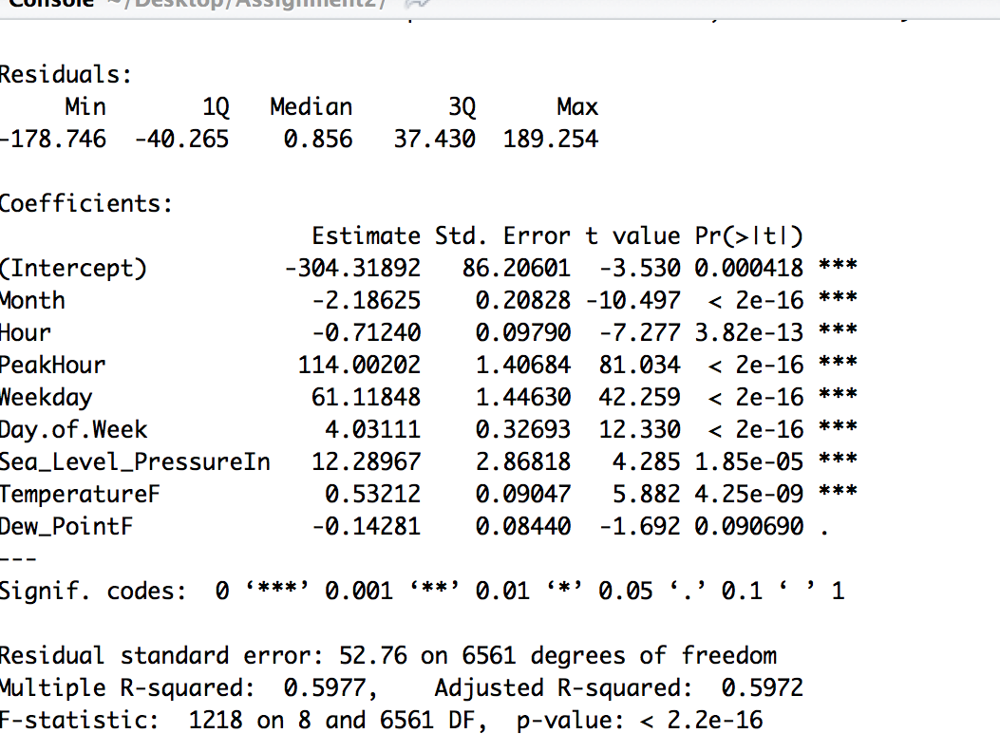 Console ~/Desktop/Assignment2/
Residuals:
Min 1Q Median 3Q Max
-178.746 -40.265 0.856 37.430 189.254
Coefficients:
Estimate Std. Error t value Pr(>|t|)
(Intercept) -304.31892 86.20601 -3.530 0.000418 ***
Month -2.18625 0.20828 -10.497 < 2e-16 ***
Hour -0.71240 0.09790 -7.277 3.82e-13 ***
PeakHour 114.00202 1.40684 81.034 < 2e-16 ***
Weekday 61.11848 1.44630 42.259 < 2e-16 ***
Day.of.Week 4.03111 0.32693 12.330 < 2e-16 ***
Sea_Level_PressureIn 12.28967 2.86818 4.285 1.85e-05 ***
TemperatureF 0.53212 0.09047 5.882 4.25e-09 ***
Dew_PointF -0.14281 0.08440 -1.692 0.090690 .
---
Signif. codes: 0 ‘***’ 0.001 ‘**’ 0.01 ‘*’ 0.05 ‘.’ 0.1 ‘ ’ 1
Residual standard error: 52.76 on 6561 degrees of freedom
Multiple R-squared: 0.5977, Adjusted R-squared: 0.5972
F-statistic: 1218 on 8 and 6561 DF, p-value: < 2.2e-16